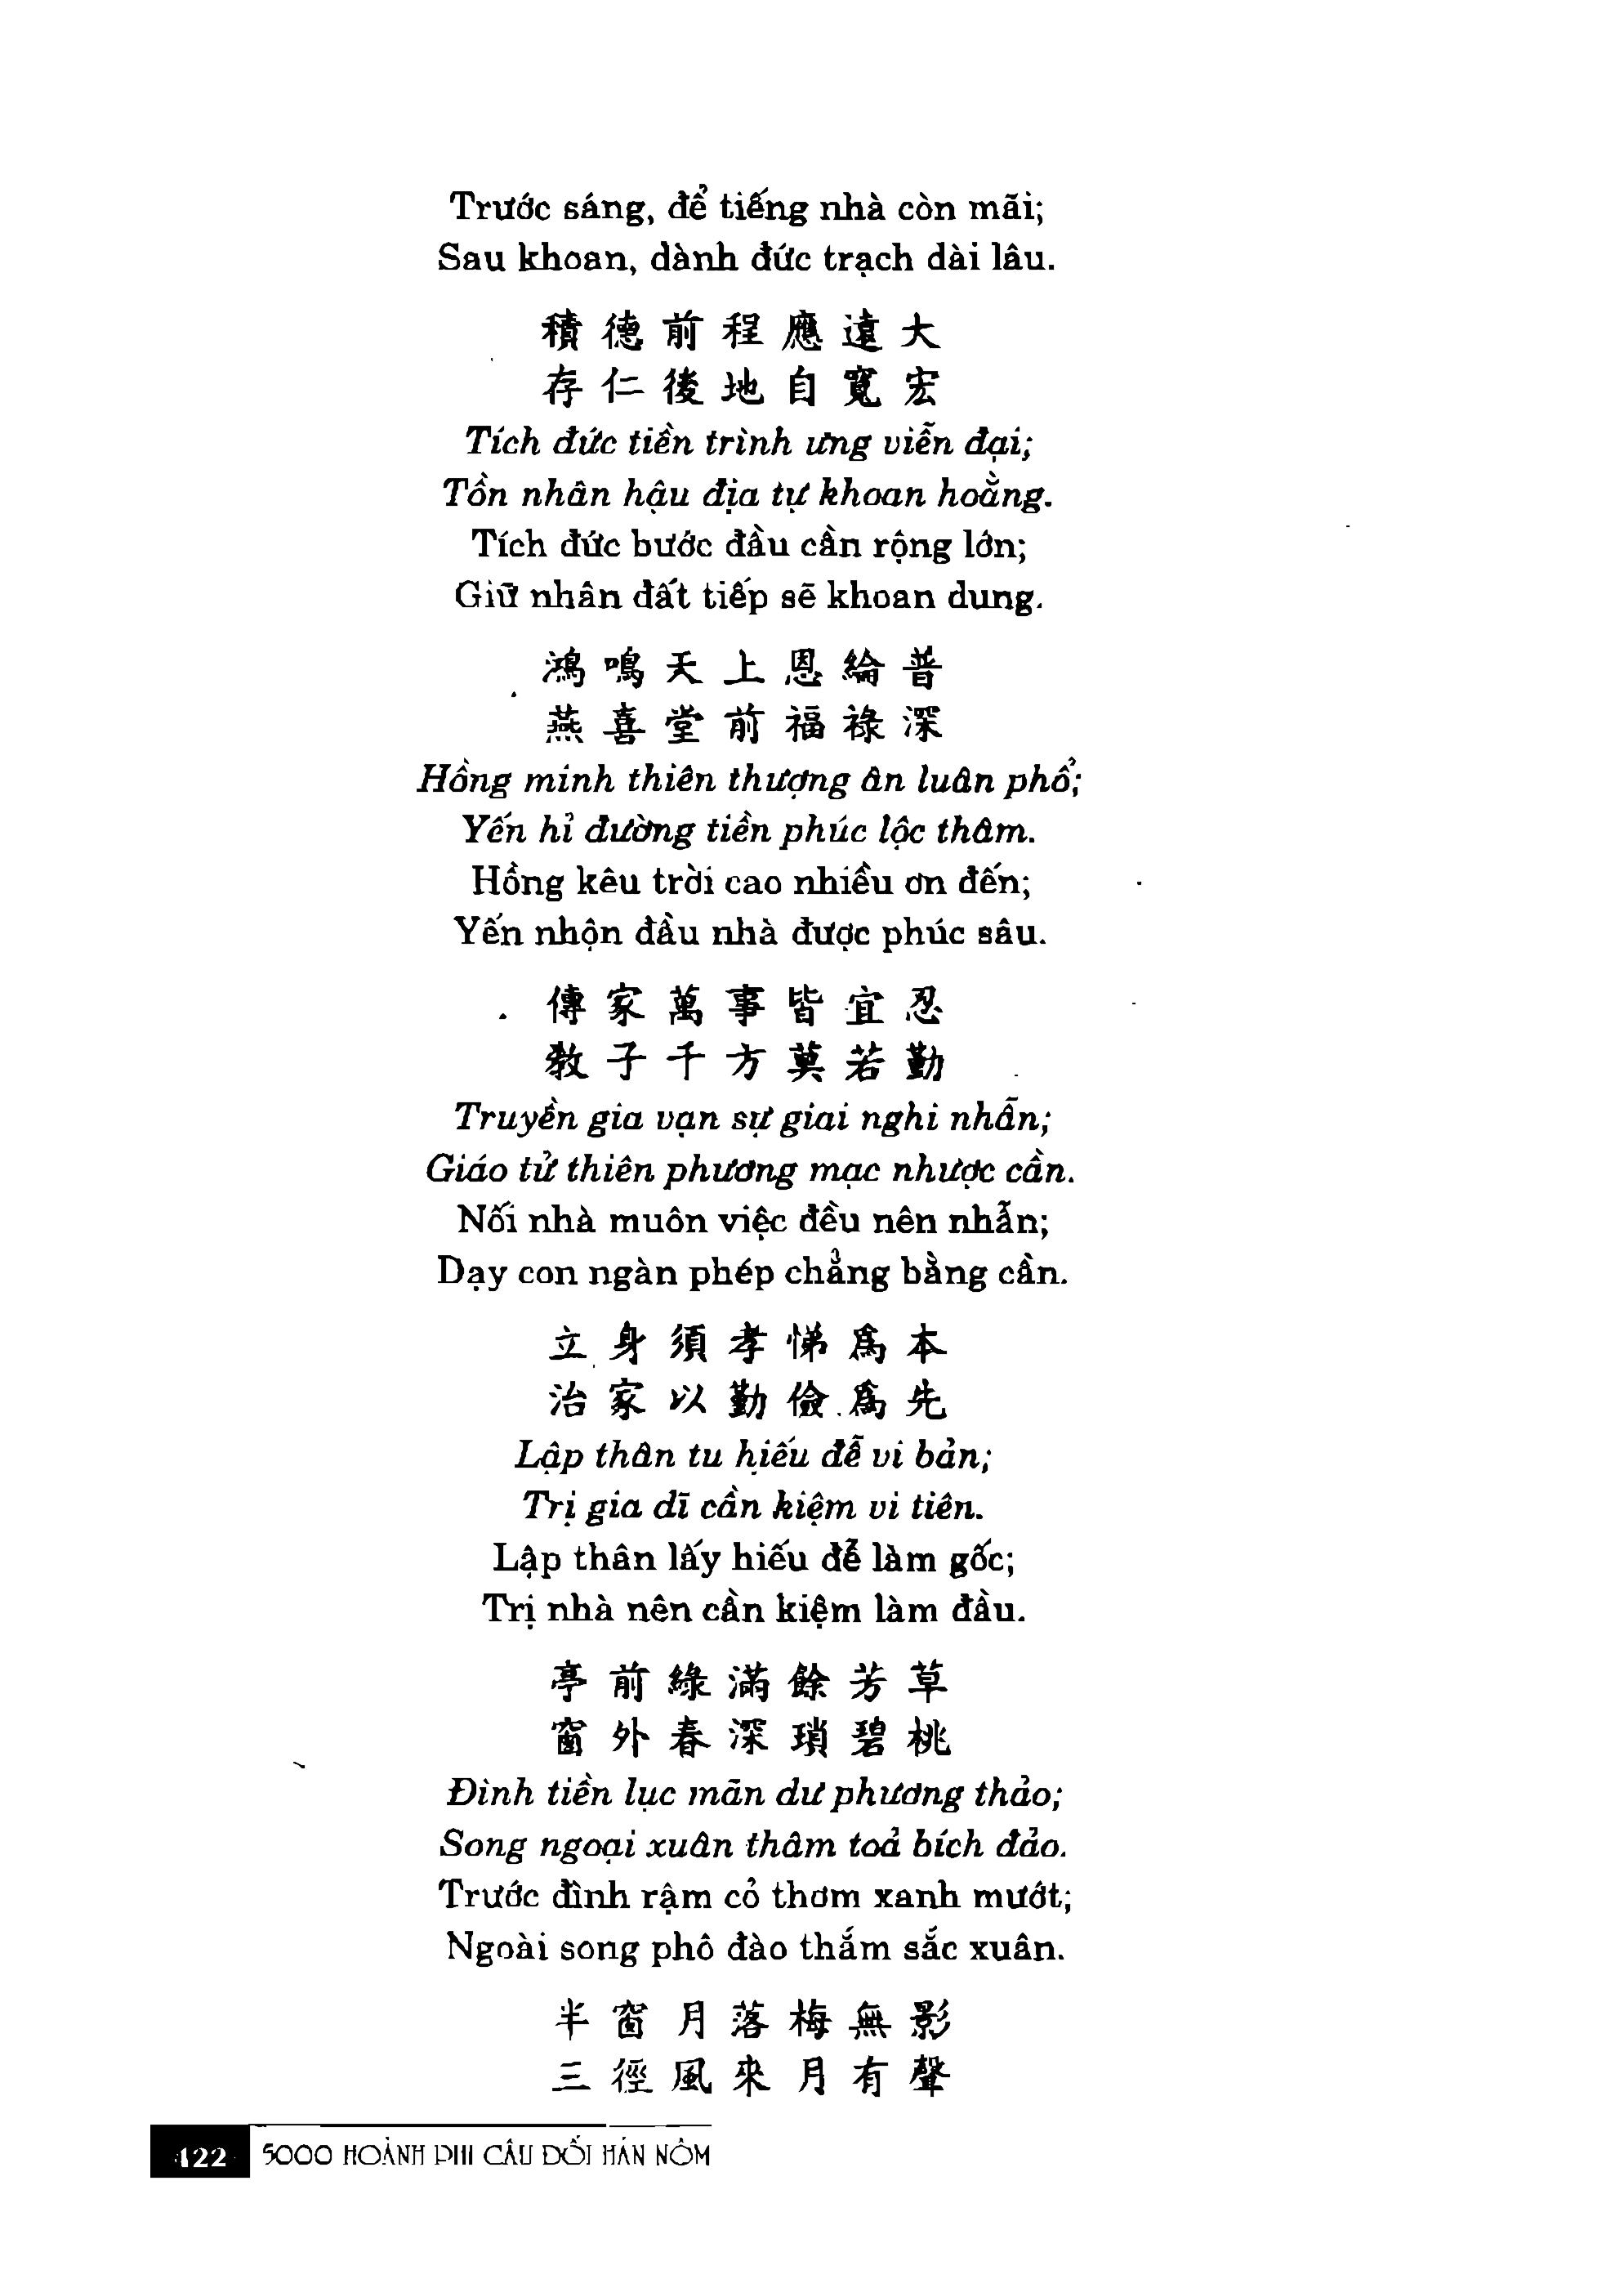 Trước sáng, để tiếng nhà còn mãi;
Sau khoan, dành đức trạch dài lâu.
積德前程應遠大
存仁後地自寬宏
Tích đức tiền trình ưng viễn đại;
Tồn nhân hậu địa tự khoan hoằng.
Tích đức bước đầu cần rộng lớn;
Giữ nhân đất tiếp sẽ khoan dung.
鴻鳴天上恩綸普
燕喜堂前福祿深
Hồng minh thiên thượng ân luân phổ;
Yến hỉ đường tiền phúc lộc thâm.
Hồng kêu trời cao nhiều ơn đến;
Yến nhộn đầu nhà được phúc sâu.
傳家萬事皆宜忍
教子千方莫若勤
Truyền gia vạn sự giai nghi nhẫn;
Giáo tử thiên phương mạc nhược cần.
Nối nhà muôn việc đều nên nhẫn;
Dạy con ngàn phép chẳng bằng cần.
立身須孝悌為本
治家以勤儉為先
Lập thân tu hiếu đễ vi bản;
Trị gia dĩ cần kiệm vi tiên.
Lập thân lấy hiếu đễ làm gốc;
Trị nhà nên cần kiệm làm đầu.
亭前綠滿餘芳草
窗外春深瑣碧桃
Đình tiền lục mãn dư phương thảo;
Song ngoại xuân thâm toả bích đảo.
Trước đình rậm cỏ thơm xanh mướt;
Ngoài song phô đào thắm sắc xuân.
半窗月落梅無影
三徑風來月有聲
422 5000 HOÀNH PHI CÂU ĐỐI HÁN NÔM